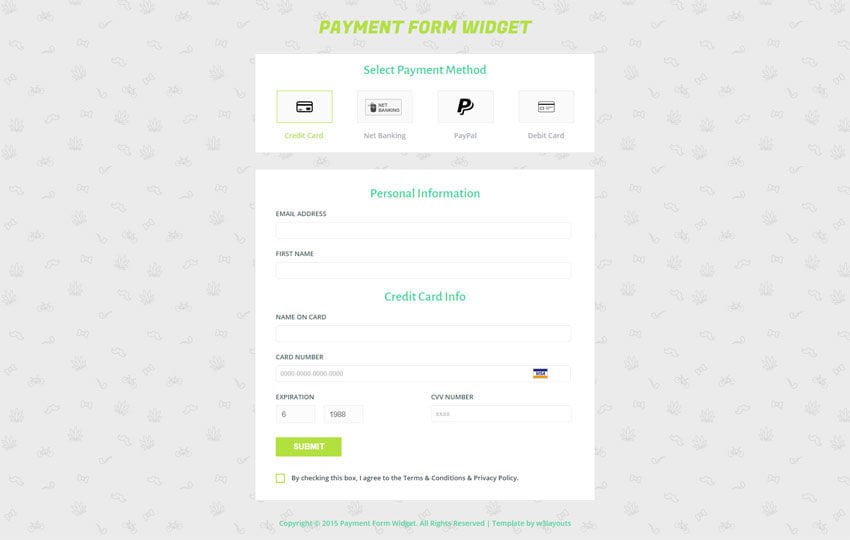 PAYMENT FORM WIDGET
Select Payment Method
NET
BANKING
Credit Card
Net Banking
PayPal
Debit Card
Personal Information
EMAIL ADDRESS
FIRST NAME
Credit Card Info
NAME ON CARD
CARD NUMBER
0000-0000-0000-0000
VISA
EXPIRATION
CVV NUMBER
6
1988
xxxx
SUBMIT
By checking this box, I agree to the Terms & Conditions & Privacy Policy.
Copyright © 2015 Payment Form Widget. All Rights Reserved | Template by w3layouts